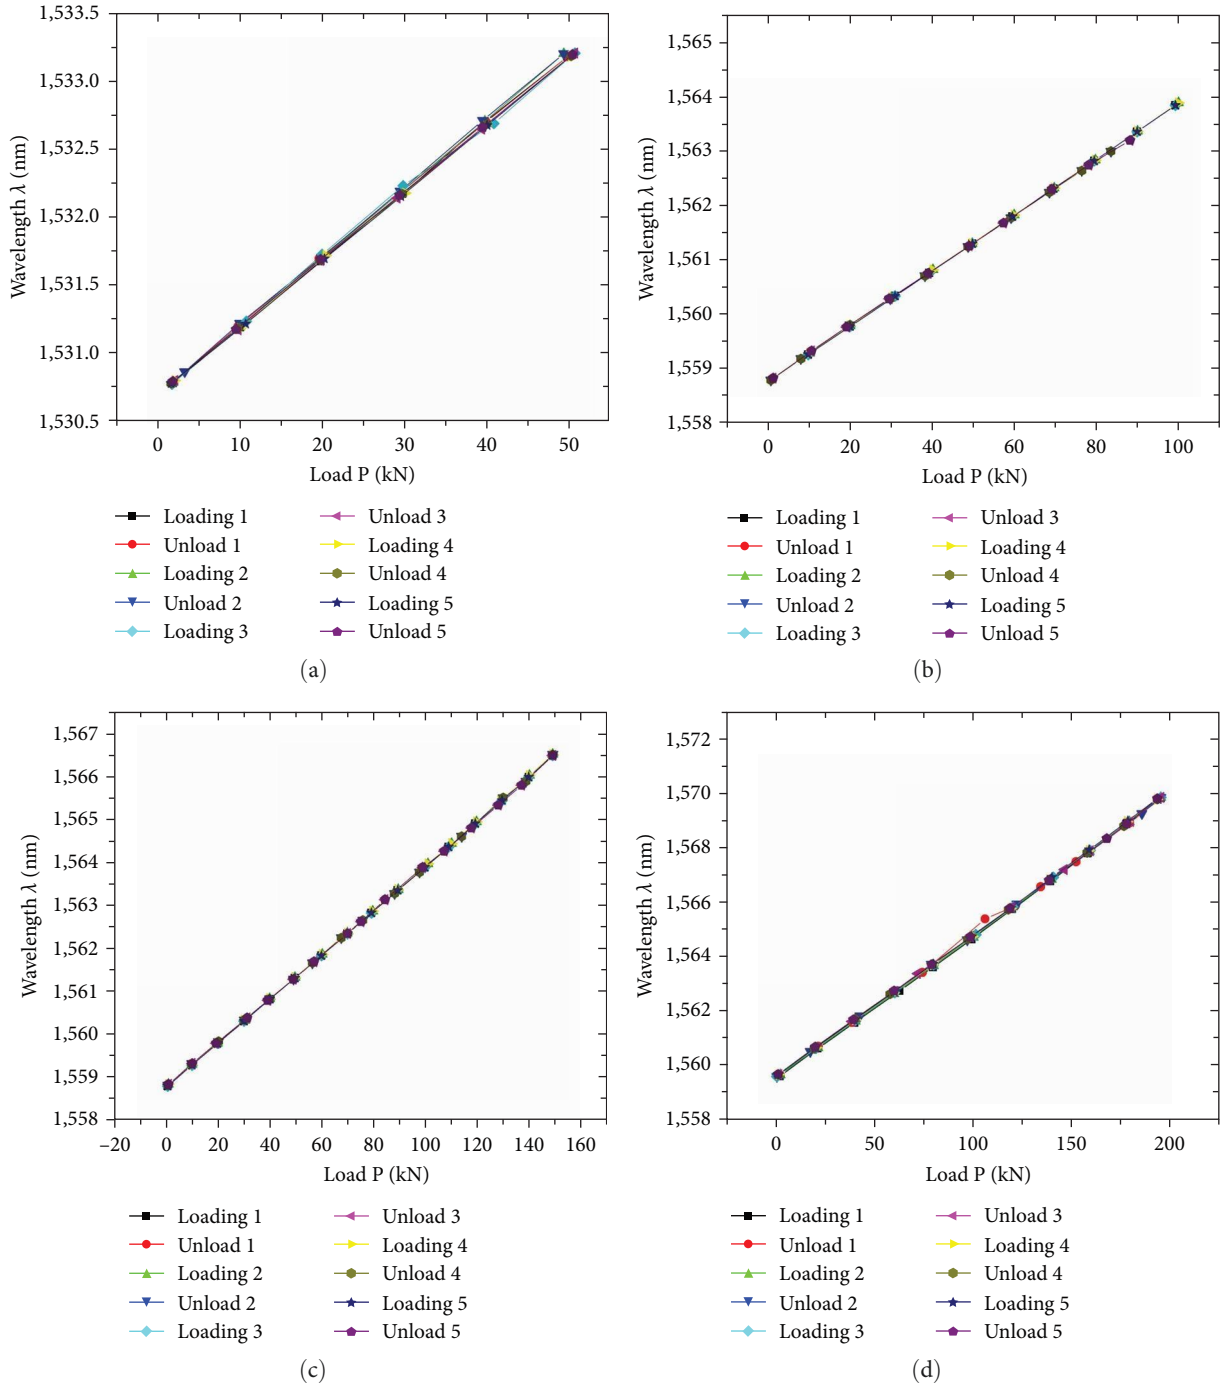 1,533.5
1,533.0
1,532.5
1,532.0
1,531.5
1,531.0
1,530.5
Wavelength λ (nm)
0 10 20 30 40 50
Load P (kN)
Loading 1 Unload 3
Unload 1 Loading 4
Loading 2 Unload 4
Unload 2 Loading 5
Loading 3 Unload 5
(a)
1,565
1,564
1,563
1,562
1,561
1,560
1,559
1,558
Wavelength λ (nm)
0 20 40 60 80 100
Load P (kN)
Loading 1 Unload 3
Unload 1 Loading 4
Loading 2 Unload 4
Unload 2 Loading 5
Loading 3 Unload 5
(b)
1,567
1,566
1,565
1,564
1,563
1,562
1,561
1,560
1,559
1,558
Wavelength λ (nm)
–20 0 20 40 60 80 100 120 140 160
Load P (kN)
Loading 1 Unload 3
Unload 1 Loading 4
Loading 2 Unload 4
Unload 2 Loading 5
Loading 3 Unload 5
(c)
1,572
1,570
1,568
1,566
1,564
1,562
1,560
1,558
Wavelength λ (nm)
0 50 100 150 200
Load P (kN)
Loading 1 Unload 3
Unload 1 Loading 4
Loading 2 Unload 4
Unload 2 Loading 5
Loading 3 Unload 5
(d)